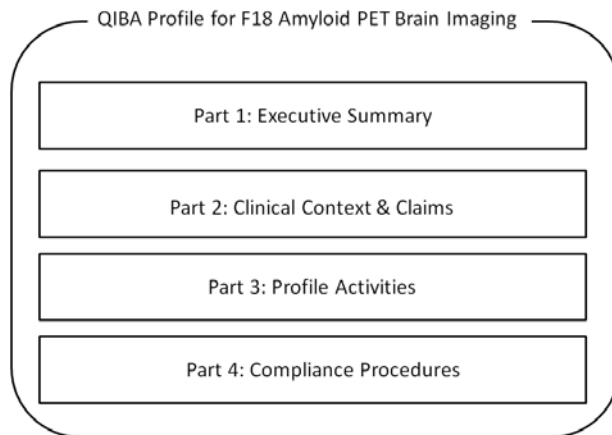 QIBA Profile for F18 Amyloid PET Brain Imaging
Part 1: Executive Summary
Part 2: Clinical Context & Claims
Part 3: Profile Activities
Part 4: Compliance Procedures